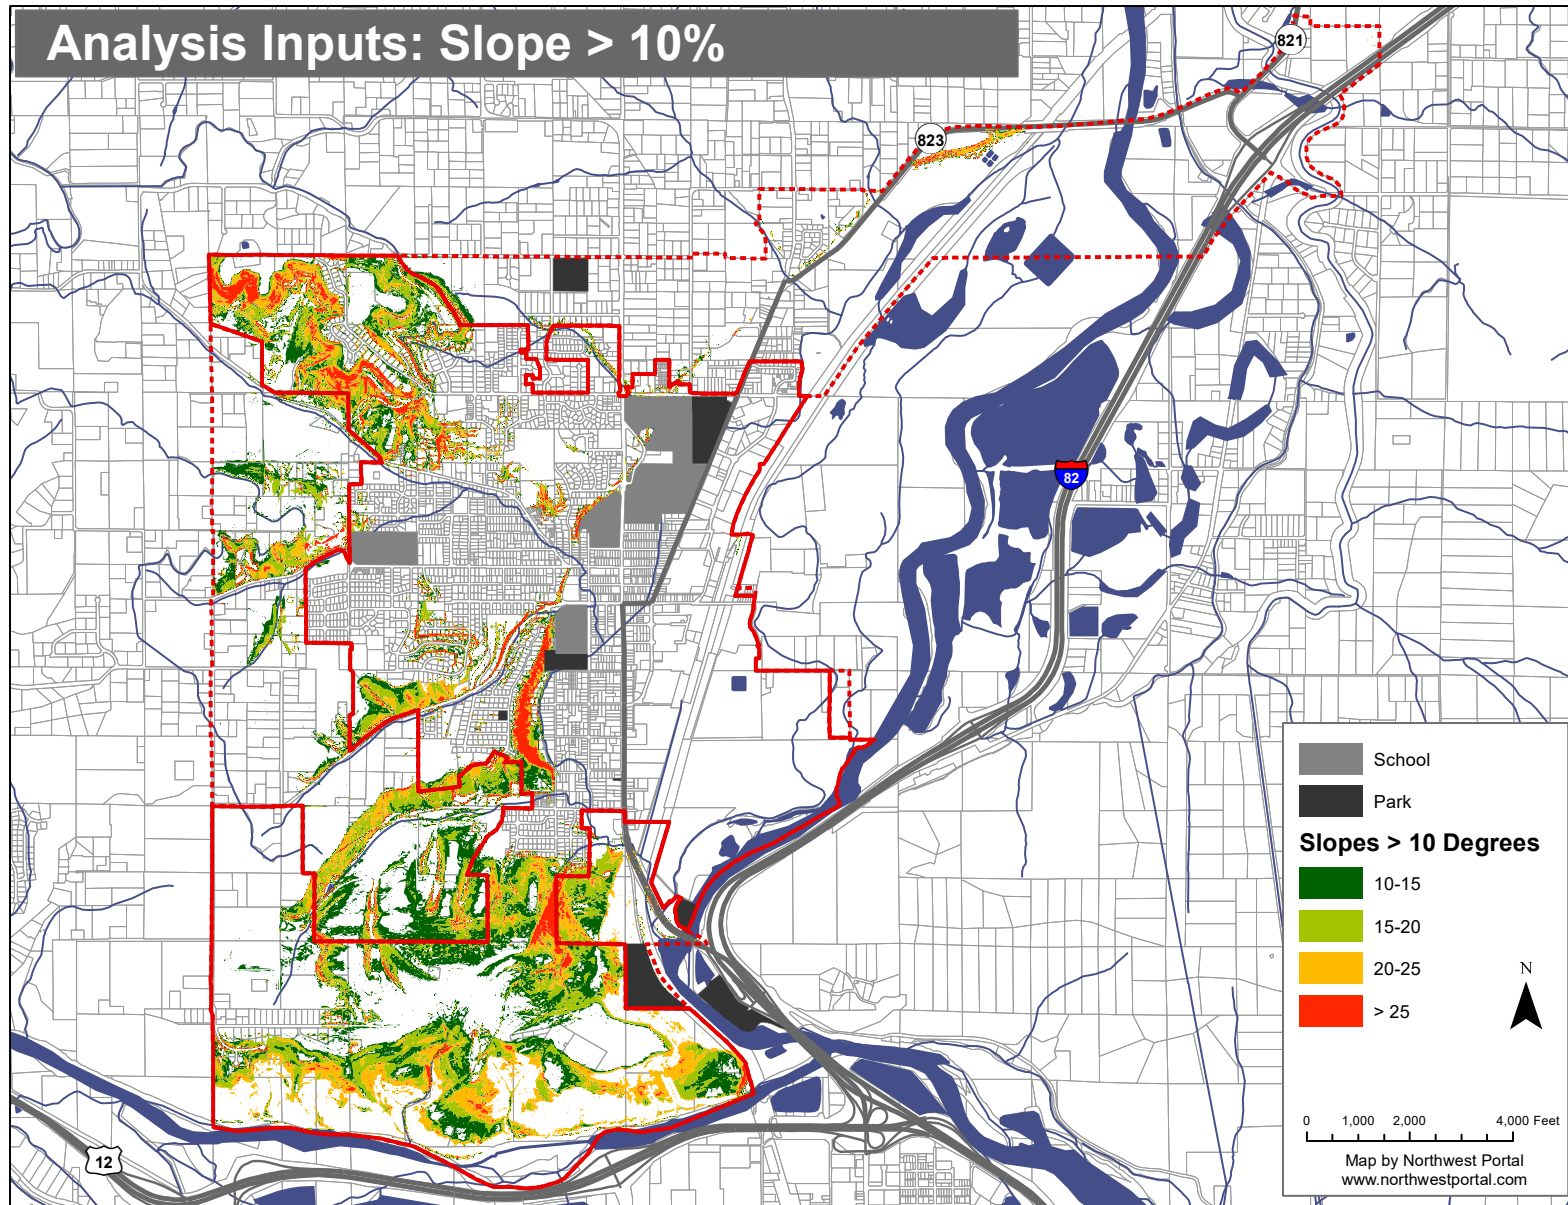 Analysis Inputs: Slope > 10%
821
823
82
12
School
Park
Slopes > 10 Degrees
10-15
15-20
20-25
> 25
N
0 1,000 2,000 4,000 Feet
Map by Northwest Portal
www.northwestportal.com